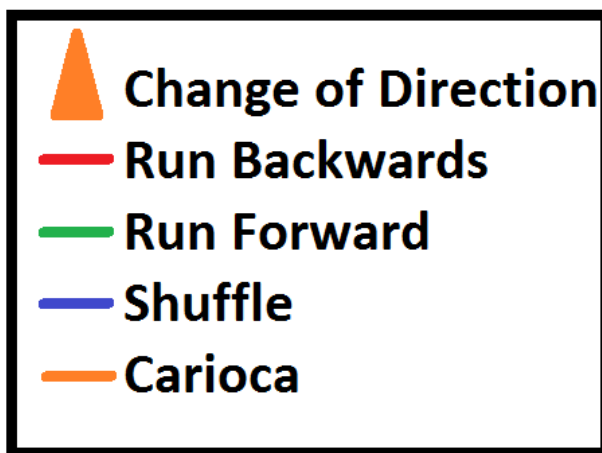 Change of Direction
Run Backwards
Run Forward
Shuffle
Carioca